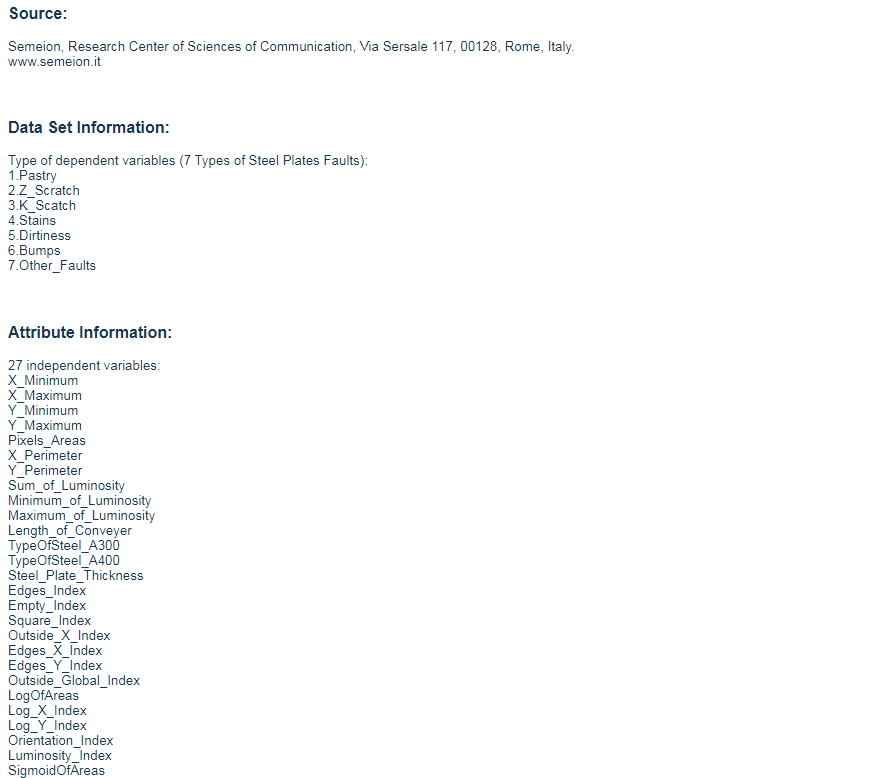 Source:
Semeion, Research Center of Sciences of Communication, Via Sersale 117, 00128, Rome, Italy.
www.semeion.it
Data Set Information:
Type of dependent variables (7 Types of Steel Plates Faults):
1.Pastry
2.Z_Scratch
3.K_Scatch
4.Stains
5.Dirtiness
6.Bumps
7.Other_Faults
Attribute Information:
27 independent variables:
X_Minimum
X_Maximum
Y_Minimum
Y_Maximum
Pixels_Areas
X_Perimeter
Y_Perimeter
Sum_of_Luminosity
Minimum_of_Luminosity
Maximum_of_Luminosity
Length_of_Conveyer
TypeOfSteel_A300
TypeOfSteel_A400
Steel_Plate_Thickness
Edges_Index
Empty_Index
Square_Index
Outside_X_Index
Edges_X_Index
Edges_Y_Index
Outside_Global_Index
LogOfAreas
Log_X_Index
Log_Y_Index
Orientation_Index
Luminosity_Index
SigmoidOfAreas